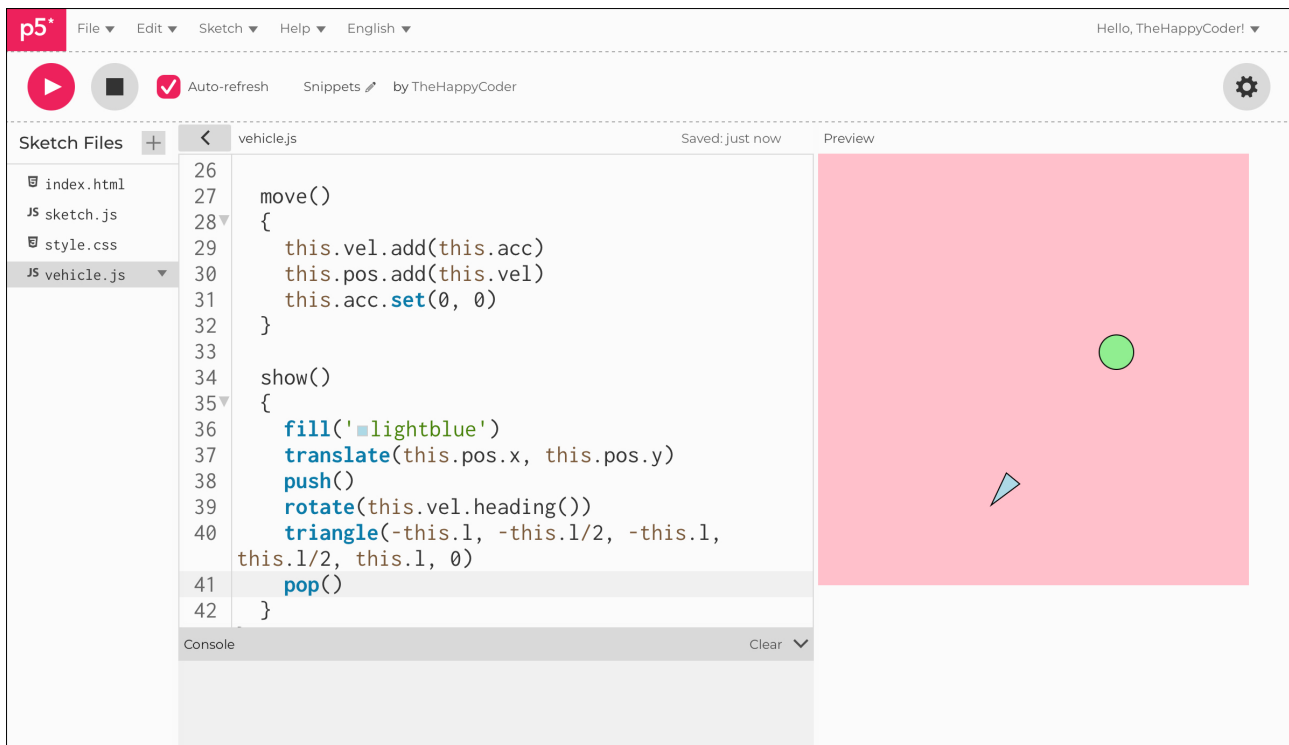 p5* File Edit Sketch Help English Hello, TheHappyCoder!
Auto-refresh Snippets by TheHappyCoder
Sketch Files + vehicle.js Saved: just now Preview
index.html
JS sketch.js
style.css
JS vehicle.js
26
27 move()
28 {
29 this.vel.add(this.acc)
30 this.pos.add(this.vel)
31 this.acc.set(0, 0)
32 }
33
34 show()
35 {
36 fill('lightblue')
37 translate(this.pos.x, this.pos.y)
38 push()
39 rotate(this.vel.heading())
40 triangle(-this.l, -this.l/2, -this.l,
this.l/2, this.l, 0)
41 pop()
42 }
Console Clear